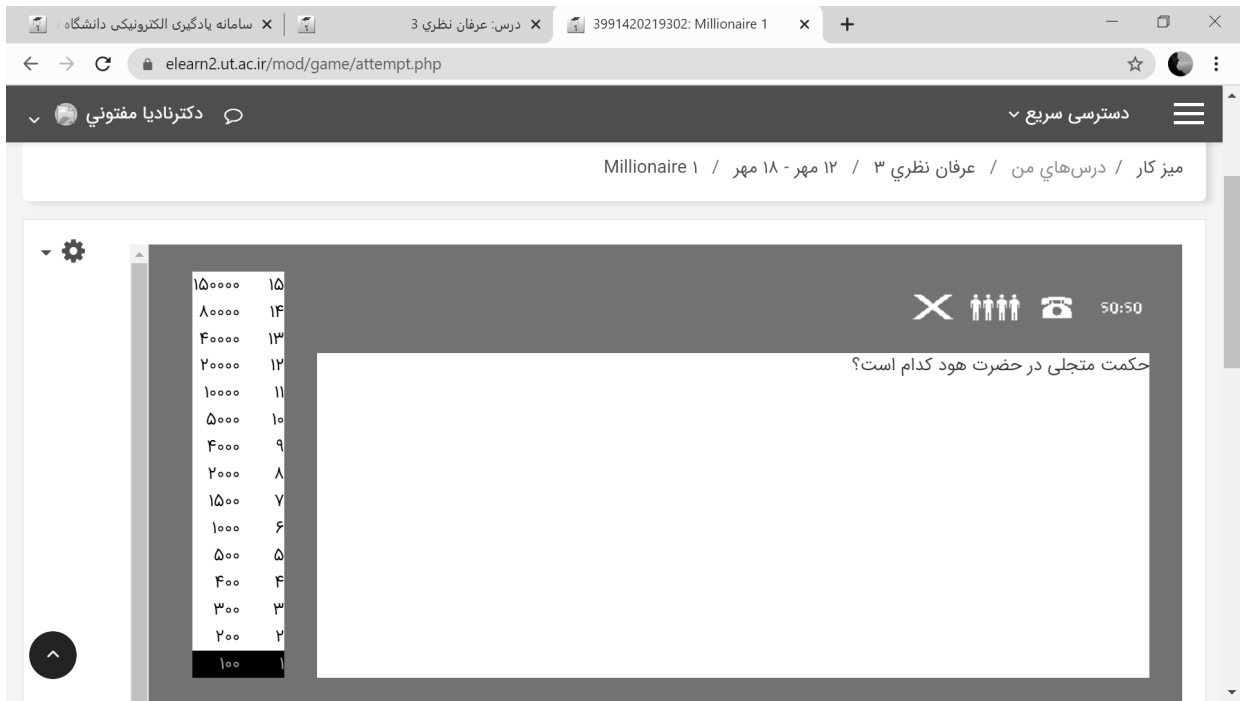 سامانه یادگیری الکترونیکی دانشگاه
درس: عرفان نظري 3
3991420219302: Millionaire 1
elearn2.ut.ac.ir/mod/game/attempt.php
دسترسی سریع
دکترنادیا مفتوني
میز کار / درس‌هاي من / عرفان نظري ۳ / ۱۲ مهر - ۱۸ مهر / Millionaire ۱
50:50
حکمت متجلی در حضرت هود کدام است؟
۱۵ ۱۵۰۰۰۰
۱۴ ۸۰۰۰۰
۱۳ ۴۰۰۰۰
۱۲ ۲۰۰۰۰
۱۱ ۱۰۰۰۰
۱۰ ۵۰۰۰
۹ ۴۰۰۰
۸ ۲۰۰۰
۷ ۱۵۰۰
۶ ۱۰۰۰
۵ ۵۰۰
۴ ۴۰۰
۳ ۳۰۰
۲ ۲۰۰
۱ ۱۰۰